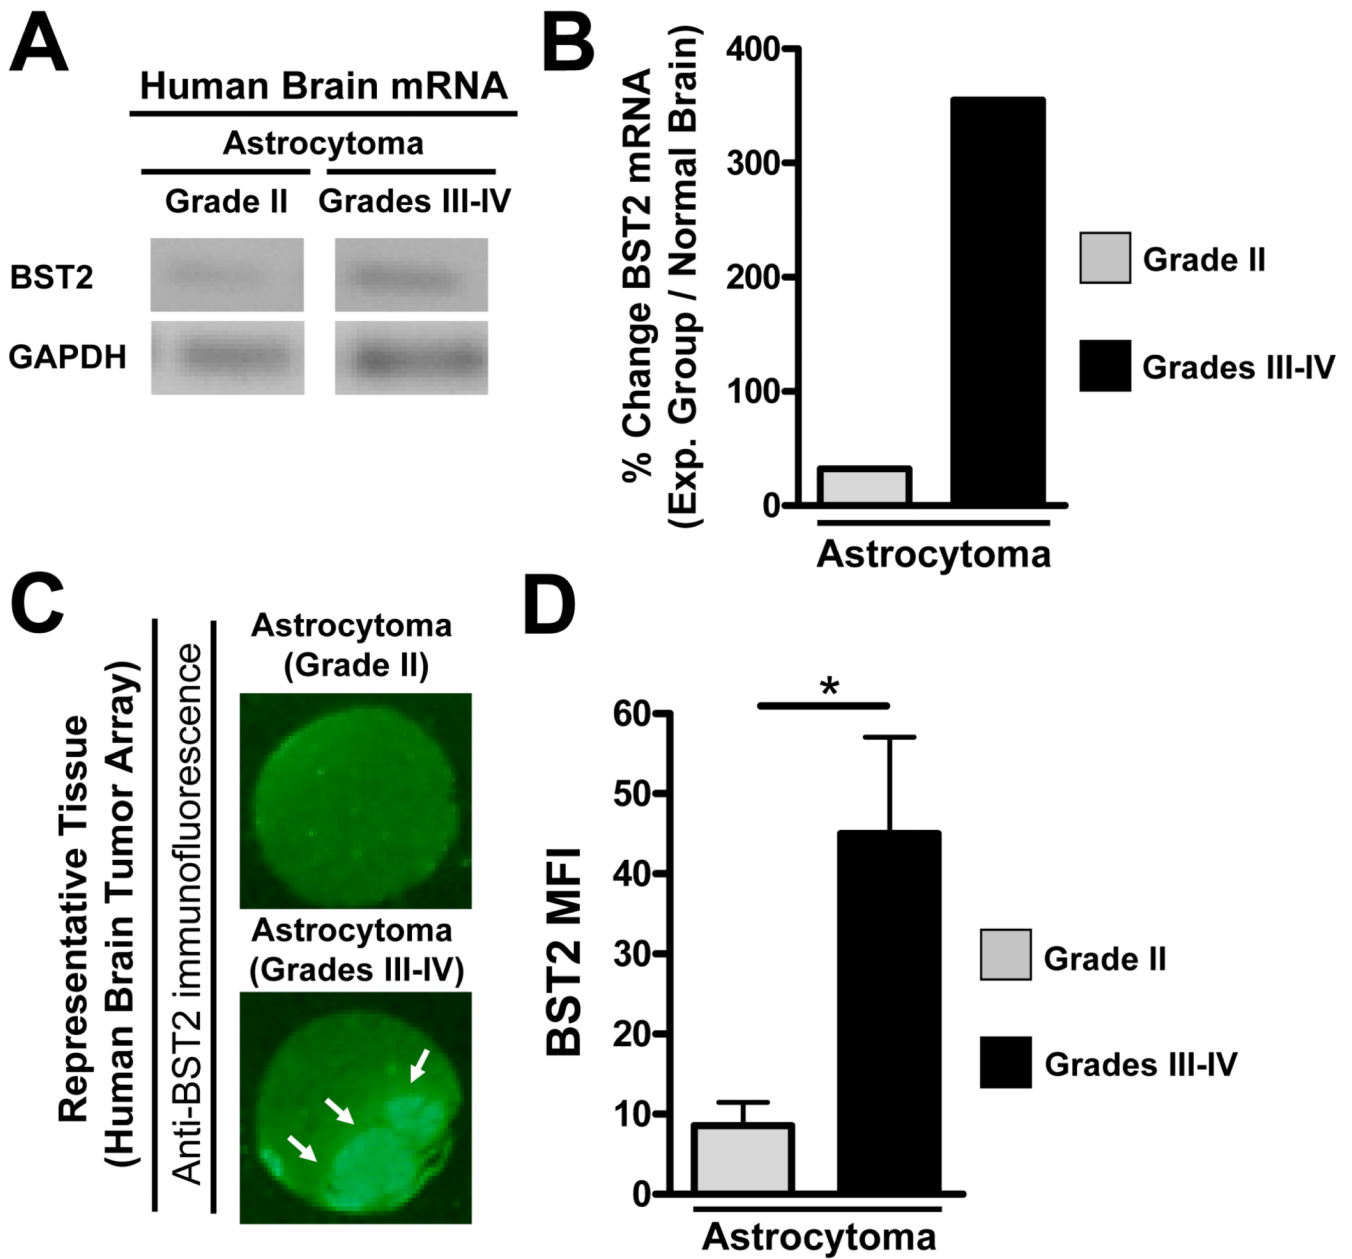 A
Human Brain mRNA
Astrocytoma
Grade II
Grades III-IV
BST2
GAPDH
B
% Change BST2 mRNA
(Exp. Group / Normal Brain)
400
300
200
100
0
Astrocytoma
Grade II
Grades III-IV
C
Representative Tissue
(Human Brain Tumor Array)
Anti-BST2 immunofluorescence
Astrocytoma
(Grade II)
Astrocytoma
(Grades III-IV)
D
BST2 MFI
60
50
40
30
20
10
0
*
Astrocytoma
Grade II
Grades III-IV